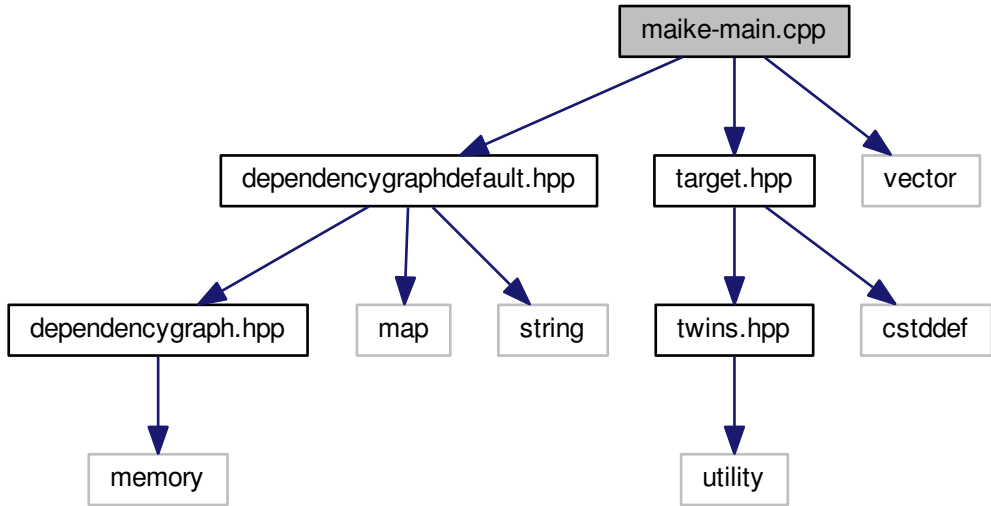 maike-main.cpp
dependencygraphdefault.hpp
target.hpp
vector
dependencygraph.hpp
map
string
twins.hpp
cstddef
memory
utility